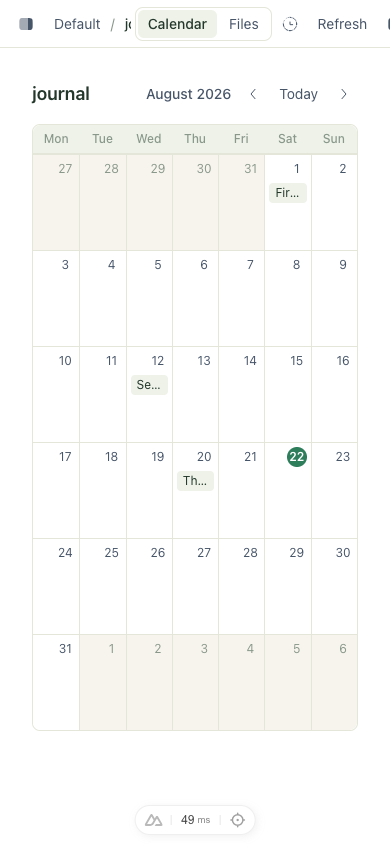 Default / jo Calendar Files Refresh
journal August 2026 Today
Mon Tue Wed Thu Fri Sat Sun
27 28 29 30 31 1 2
Fir...
3 4 5 6 7 8 9
10 11 12 13 14 15 16
Se...
17 18 19 20 21 22 23
Th...
24 25 26 27 28 29 30
31 1 2 3 4 5 6
49 ms